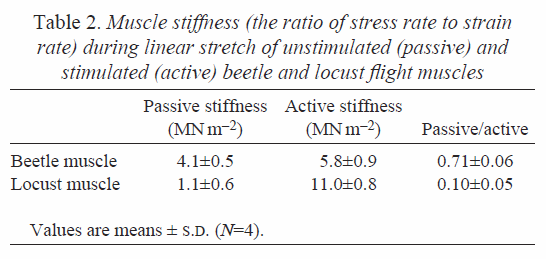 Table 2. Muscle stiffness (the ratio of stress rate to strain
rate) during linear stretch of unstimulated (passive) and
stimulated (active) beetle and locust flight muscles
Passive stiffness Active stiffness
(MN m–2) (MN m–2) Passive/active
Beetle muscle 4.1±0.5 5.8±0.9 0.71±0.06
Locust muscle 1.1±0.6 11.0±0.8 0.10±0.05
Values are means ± S.D. (N=4).